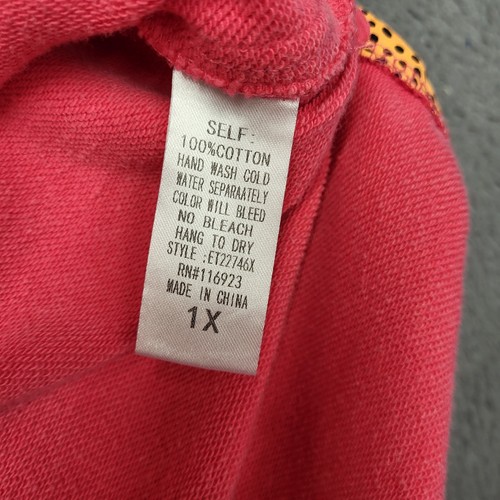 SELF:
100%COTTON
HAND WASH COLD
WATER SEPARAATELY
COLOR WILL BLEED
NO BLEACH
HANG TO DRY
STYLE :ET22746X
RN#116923
MADE IN CHINA
1X